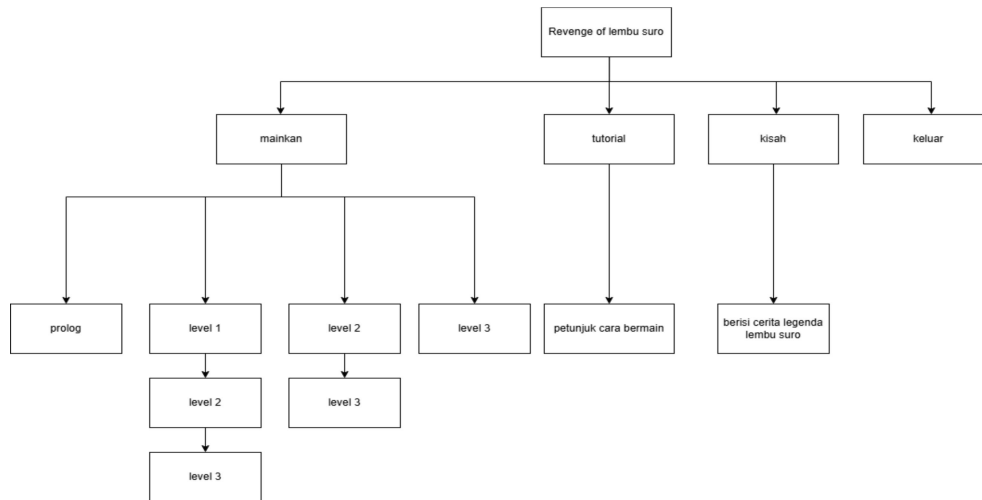 Revenge of lembu suro
mainkan
tutorial
kisah
keluar
prolog
level 1
level 2
level 3
petunjuk cara bermain
berisi cerita legenda
lembu suro
level 2
level 3
level 3